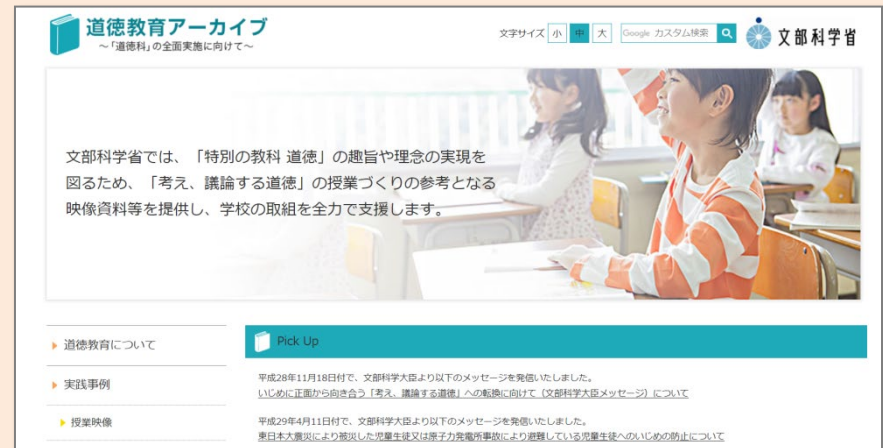 道徳教育アーカイブ
～「道徳科」の全面実施に向けて～
文字サイズ 小 中 大 Google カスタム検索
文部科学省
文部科学省では、「特別の教科 道徳」の趣旨や理念の実現を
図るため、「考え、議論する道徳」の授業づくりの参考となる
映像資料等を提供し、学校の取組を全力で支援します。
道徳教育について
実践事例
授業映像
Pick Up
平成28年11月18日付で、文部科学大臣より以下のメッセージを発信いたしました。
いじめに正面から向き合う「考え、議論する道徳」への転換に向けて（文部科学大臣メッセージ）について
平成29年4月11日付で、文部科学大臣より以下のメッセージを発信いたしました。
東日本大震災により被災した児童生徒又は原子力発電所事故により避難している児童生徒へのいじめの防止について